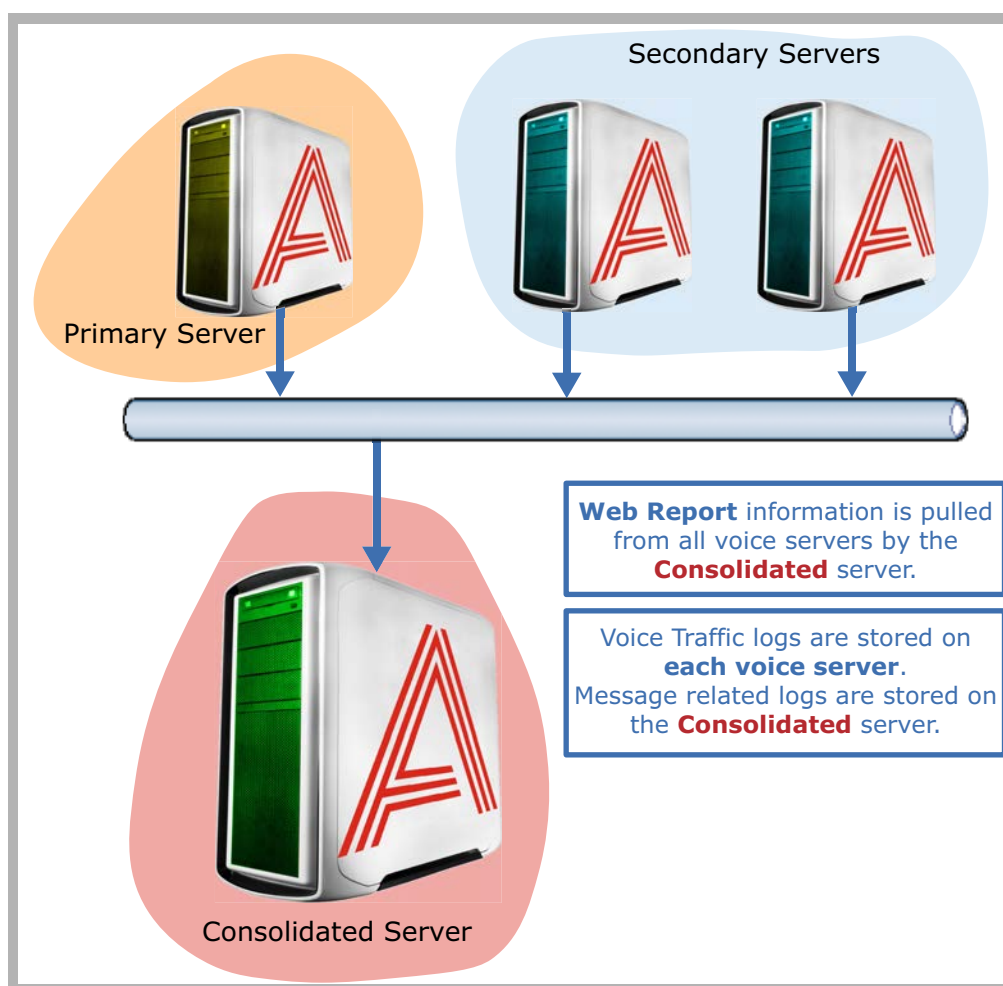 Secondary Servers
Primary Server
Web Report information is pulled
from all voice servers by the
Consolidated server.
Voice Traffic logs are stored on
each voice server.
Message related logs are stored on
the Consolidated server.
Consolidated Server